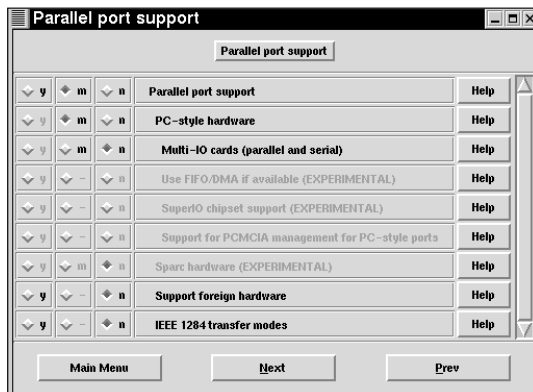 Parallel port support
Parallel port support
y m n Parallel port support Help
y m n PC-style hardware Help
y m n Multi-IO cards (parallel and serial) Help
y - n Use FIFO/DMA if available (EXPERIMENTAL) Help
y - n SuperIO chipset support (EXPERIMENTAL) Help
y - n Support for PCMCIA management for PC-style ports Help
y m n Sparc hardware (EXPERIMENTAL) Help
y - n Support foreign hardware Help
y - n IEEE 1284 transfer modes Help
Main Menu Next Prev